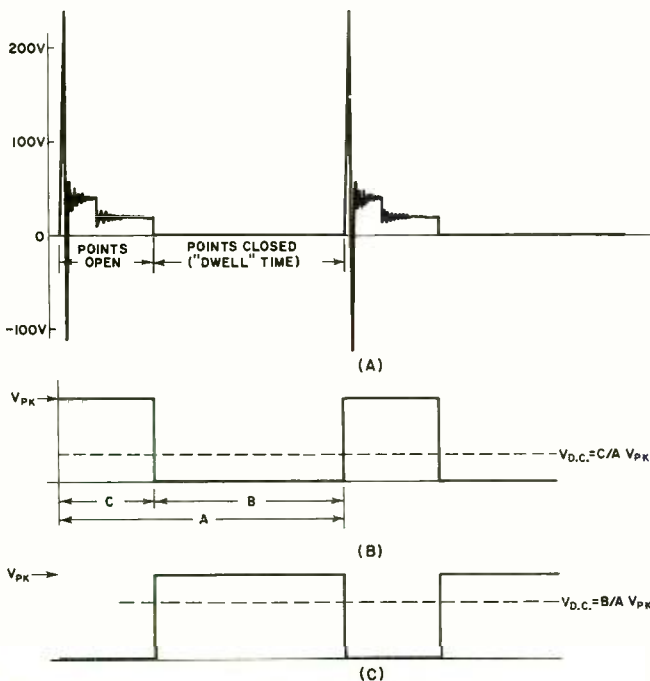 200V
100V
0
POINTS OPEN
POINTS CLOSED
("DWELL" TIME)
-100V
(A)
VPK
VD.C.=C/A VPK
C
B
A
(B)
VPK
VD.C.=B/A VPK
(C)